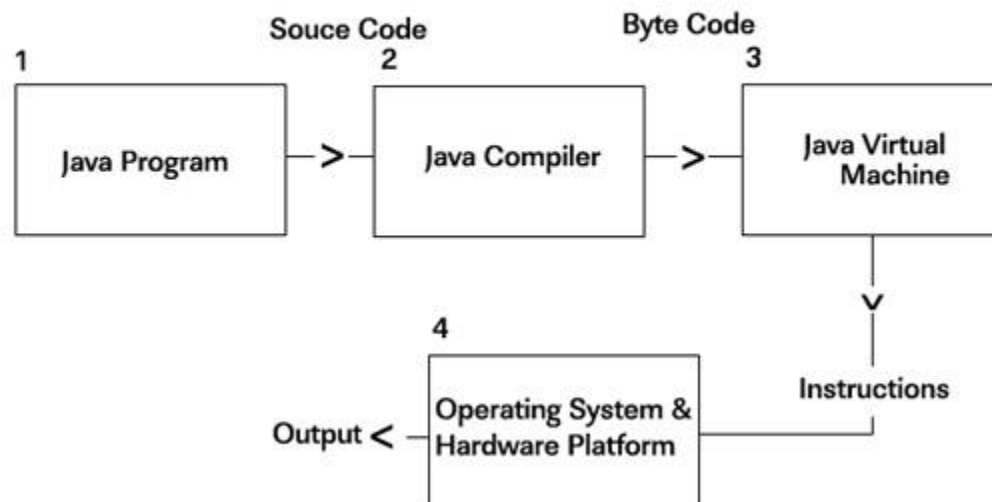 Souce Code
Byte Code
1
2
3
Java Program
Java Compiler
Java Virtual
Machine
4
Instructions
Operating System &
Hardware Platform
Output